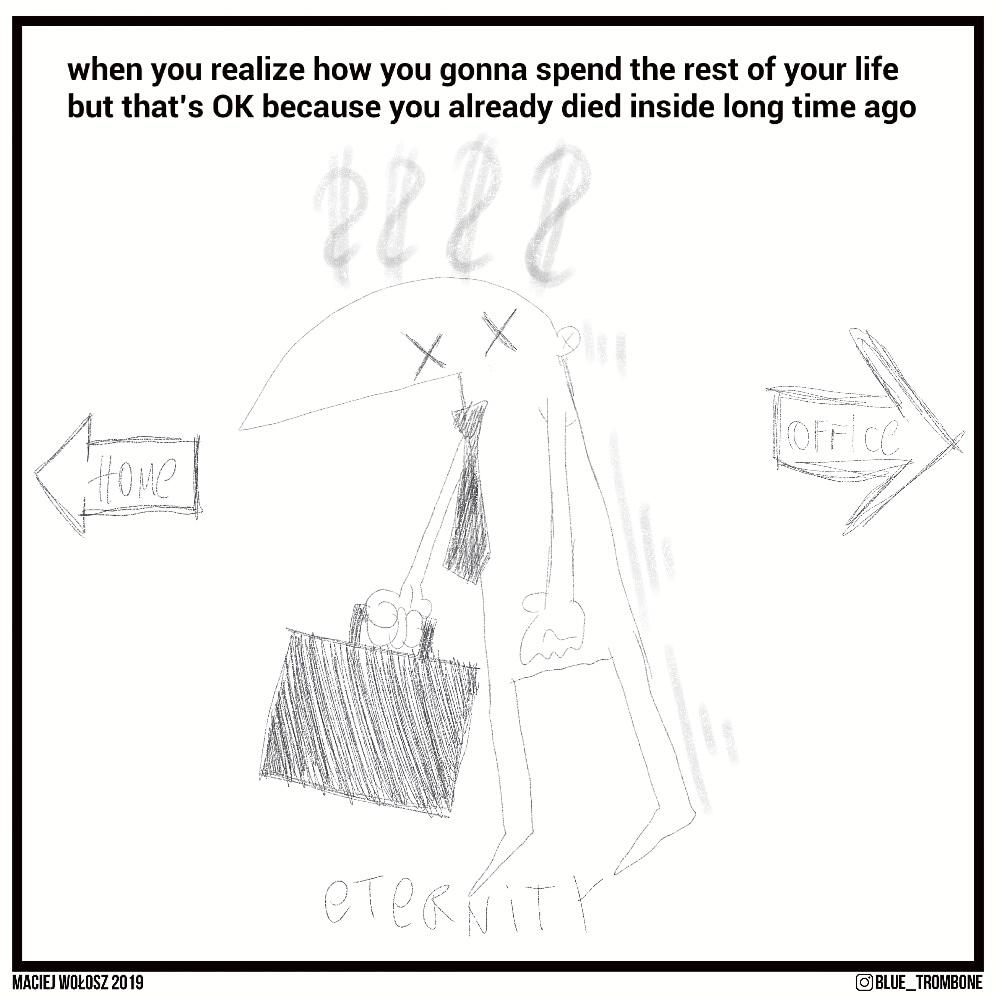 when you realize how you gonna spend the rest of your life
but that's OK because you already died inside long time ago
$$$$
HOMe
OFFice
eTeRNiTY
MACIEJ WOŁOSZ 2019
BLUE_TROMBONE